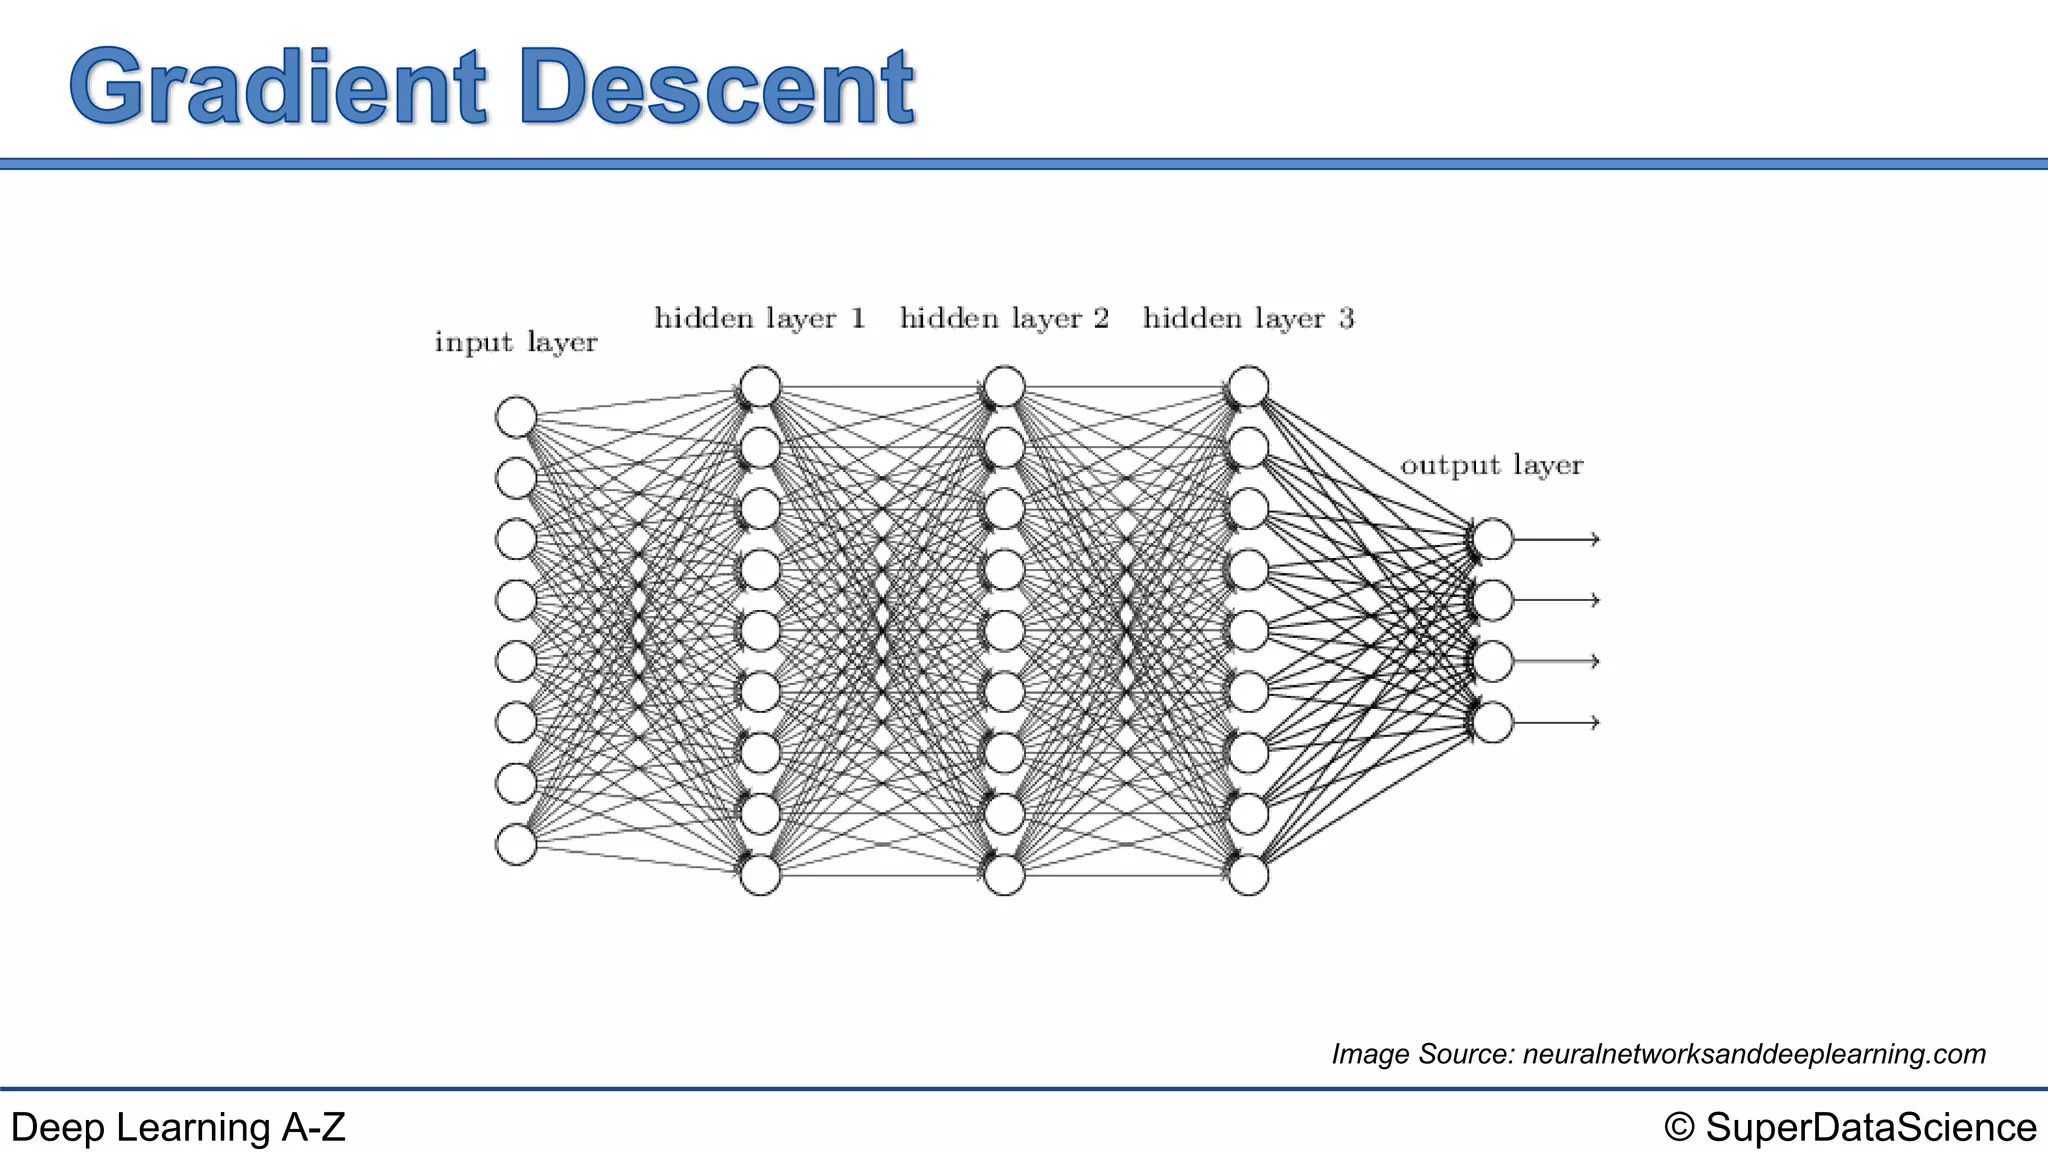 Gradient Descent
input layer
hidden layer 1
hidden layer 2
hidden layer 3
output layer
Image Source: neuralnetworksanddeeplearning.com
Deep Learning A-Z
© SuperDataScience